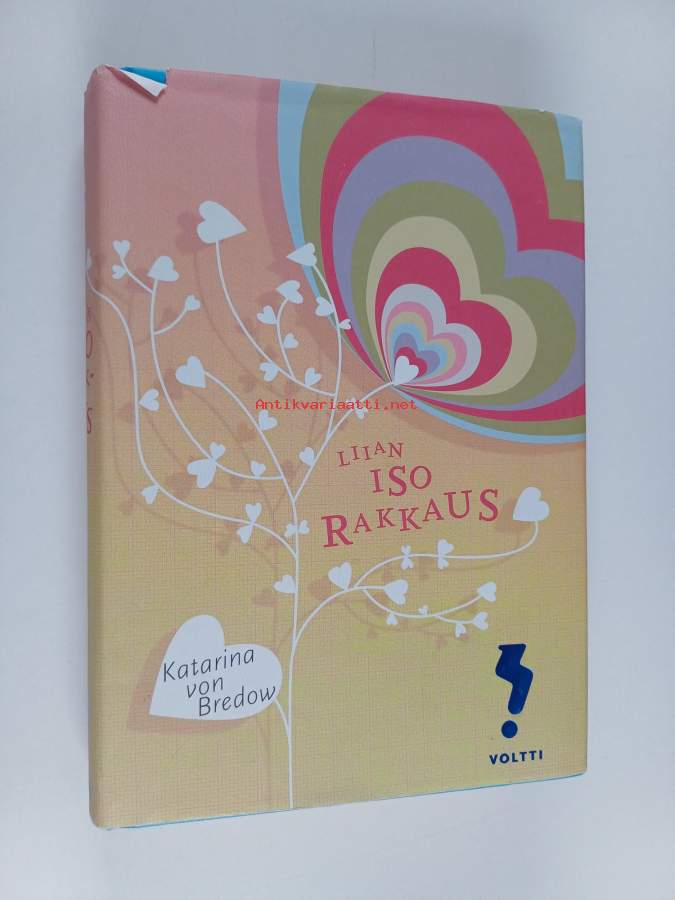 Antikvariaatti.net
LIIAN
ISO
RAKKAUS
Katarina
von
Bredow
VOLTTI